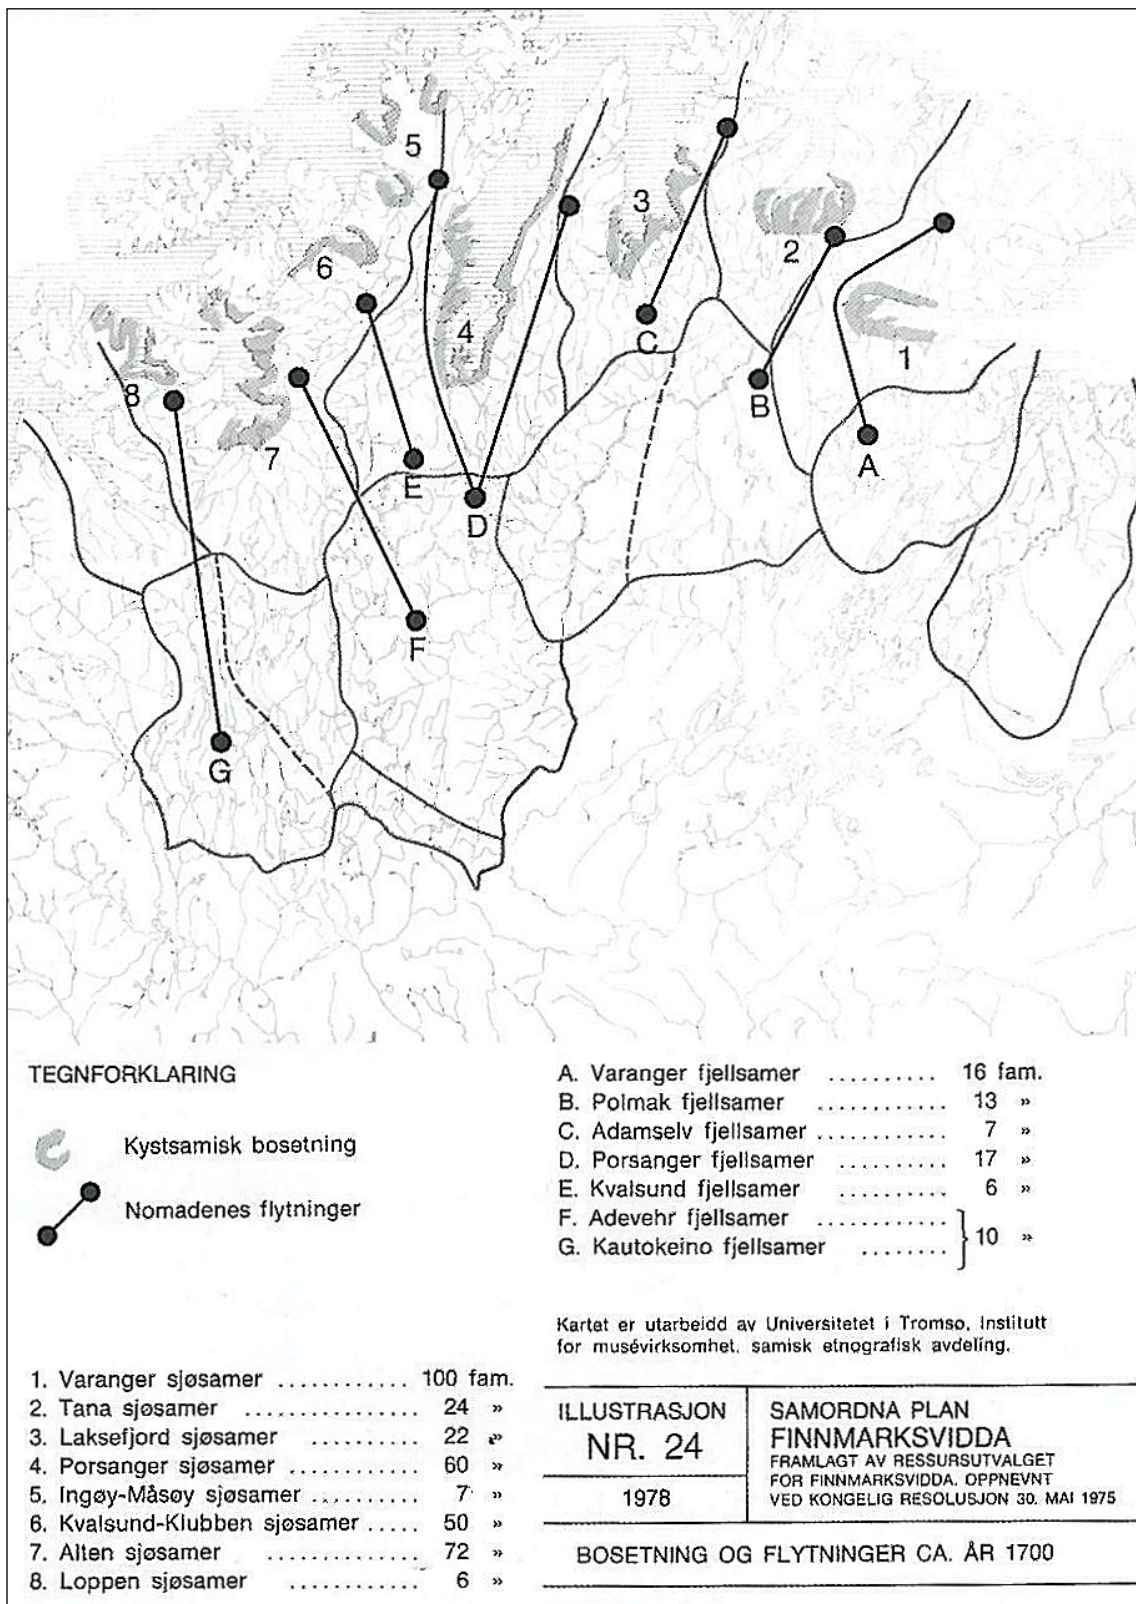 5
3
6
2
4
C
1
8
B
7
E
A
D
F
G
TEGNFORKLARING
Kystsamisk bosetning
Nomadenes flytninger
A. Varanger fjellsamer .......... 16 fam.
B. Polmak fjellsamer ............ 13 »
C. Adamselv fjellsamer ............ 7 »
D. Porsanger fjellsamer .......... 17 »
E. Kvalsund fjellsamer .......... 6 »
F. Adevehr fjellsamer ............
G. Kautokeino fjellsamer ........ } 10 »
Kartet er utarbeidd av Universitetet i Tromsø, Institutt
for musévirksomhet, samisk etnografisk avdeling.
1. Varanger sjøsamer ............ 100 fam.
2. Tana sjøsamer ................ 24 »
3. Laksefjord sjøsamer .......... 22 »
4. Porsanger sjøsamer ............ 60 »
5. Ingøy-Måsøy sjøsamer .......... 7 »
6. Kvalsund-Klubben sjøsamer ..... 50 »
7. Alten sjøsamer .............. 72 »
8. Loppen sjøsamer ............ 6 »
ILLUSTRASJON
NR. 24
1978
SAMORDNA PLAN
FINNMARKSVIDDA
FRAMLAGT AV RESSURSUTVALGET
FOR FINNMARKSVIDDA, OPPNEVNT
VED KONGELIG RESOLUSJON 30. MAI 1975
BOSETNING OG FLYTNINGER CA. ÅR 1700